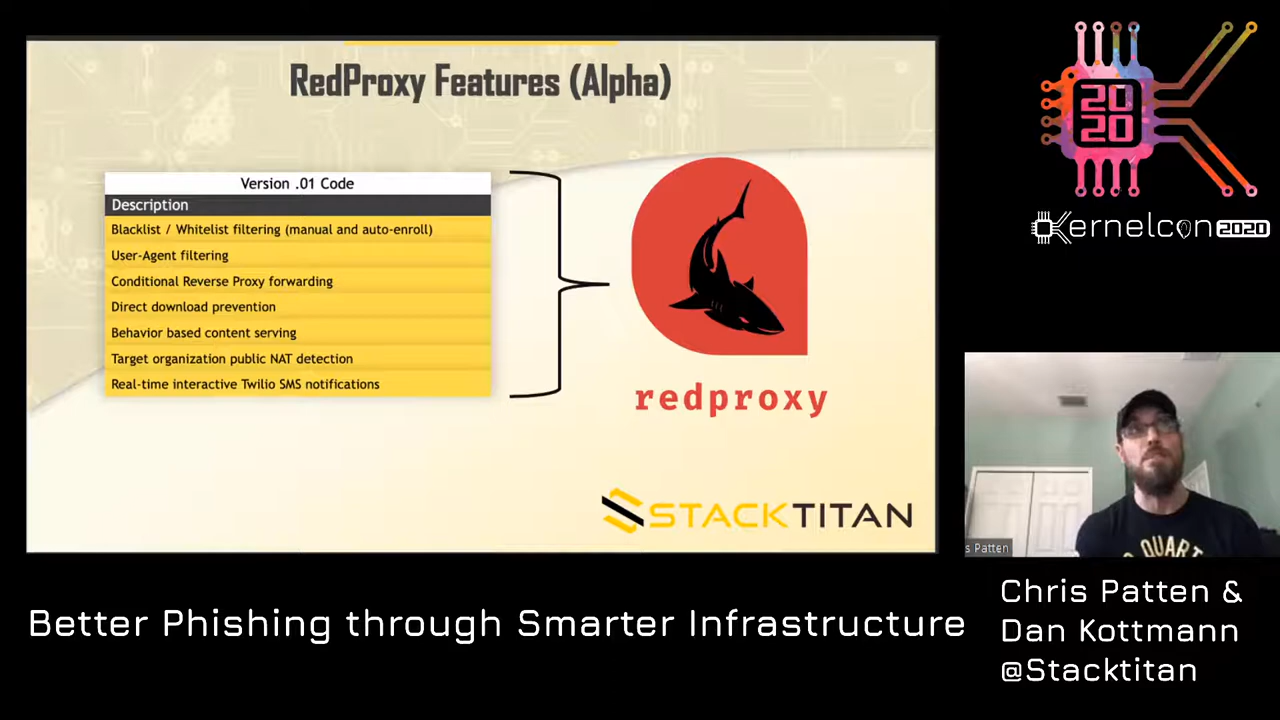 RedProxy Features (Alpha)
Version .01 Code
Description
Blacklist / Whitelist filtering (manual and auto-enroll)
User-Agent filtering
Conditional Reverse Proxy forwarding
Direct download prevention
Behavior based content serving
Target organization public NAT detection
Real-time interactive Twilio SMS notifications
redproxy
STACKTITAN
2020
Kernelcon 2020
s Patten
QUART
Better Phishing through Smarter Infrastructure
Chris Patten &
Dan Kottmann
@Stacktitan